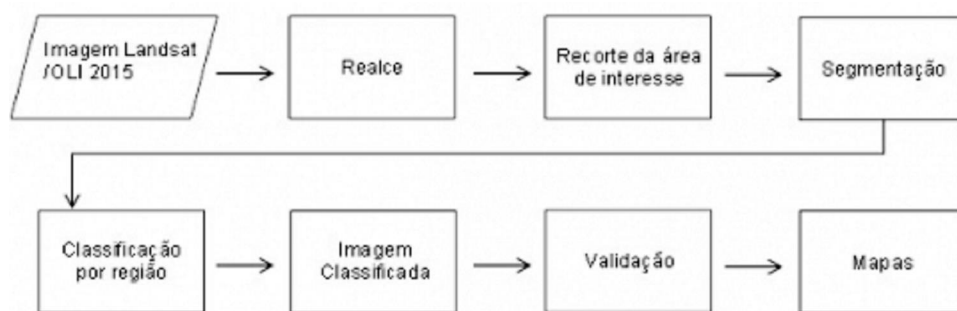 Imagem Landsat
/OLI 2015
Realce
Recorte da área
de interesse
Segmentação
Classificação
por região
Imagem
Classificada
Validação
Mapas